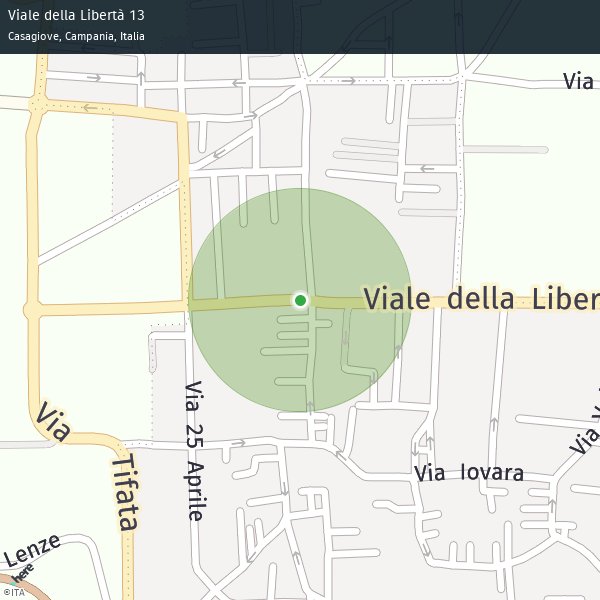 Viale della Libertà 13
Casagiove, Campania, Italia
Via
Viale della Liber
Via
Via 25 Aprile
Via
Tifata
Via Iovara
Lenze
here
©ITA